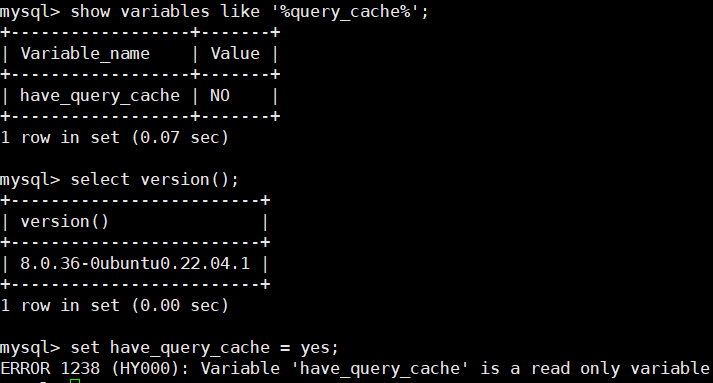 mysql> show variables like '%query_cache%';
+------------------+-------+
| Variable_name    | Value |
+------------------+-------+
| have_query_cache | NO    |
+------------------+-------+
1 row in set (0.07 sec)
mysql> select version();
+-------------------------+
| version()               |
+-------------------------+
| 8.0.36-0ubuntu0.22.04.1 |
+-------------------------+
1 row in set (0.00 sec)
mysql> set have_query_cache = yes;
ERROR 1238 (HY000): Variable 'have_query_cache' is a read only variable